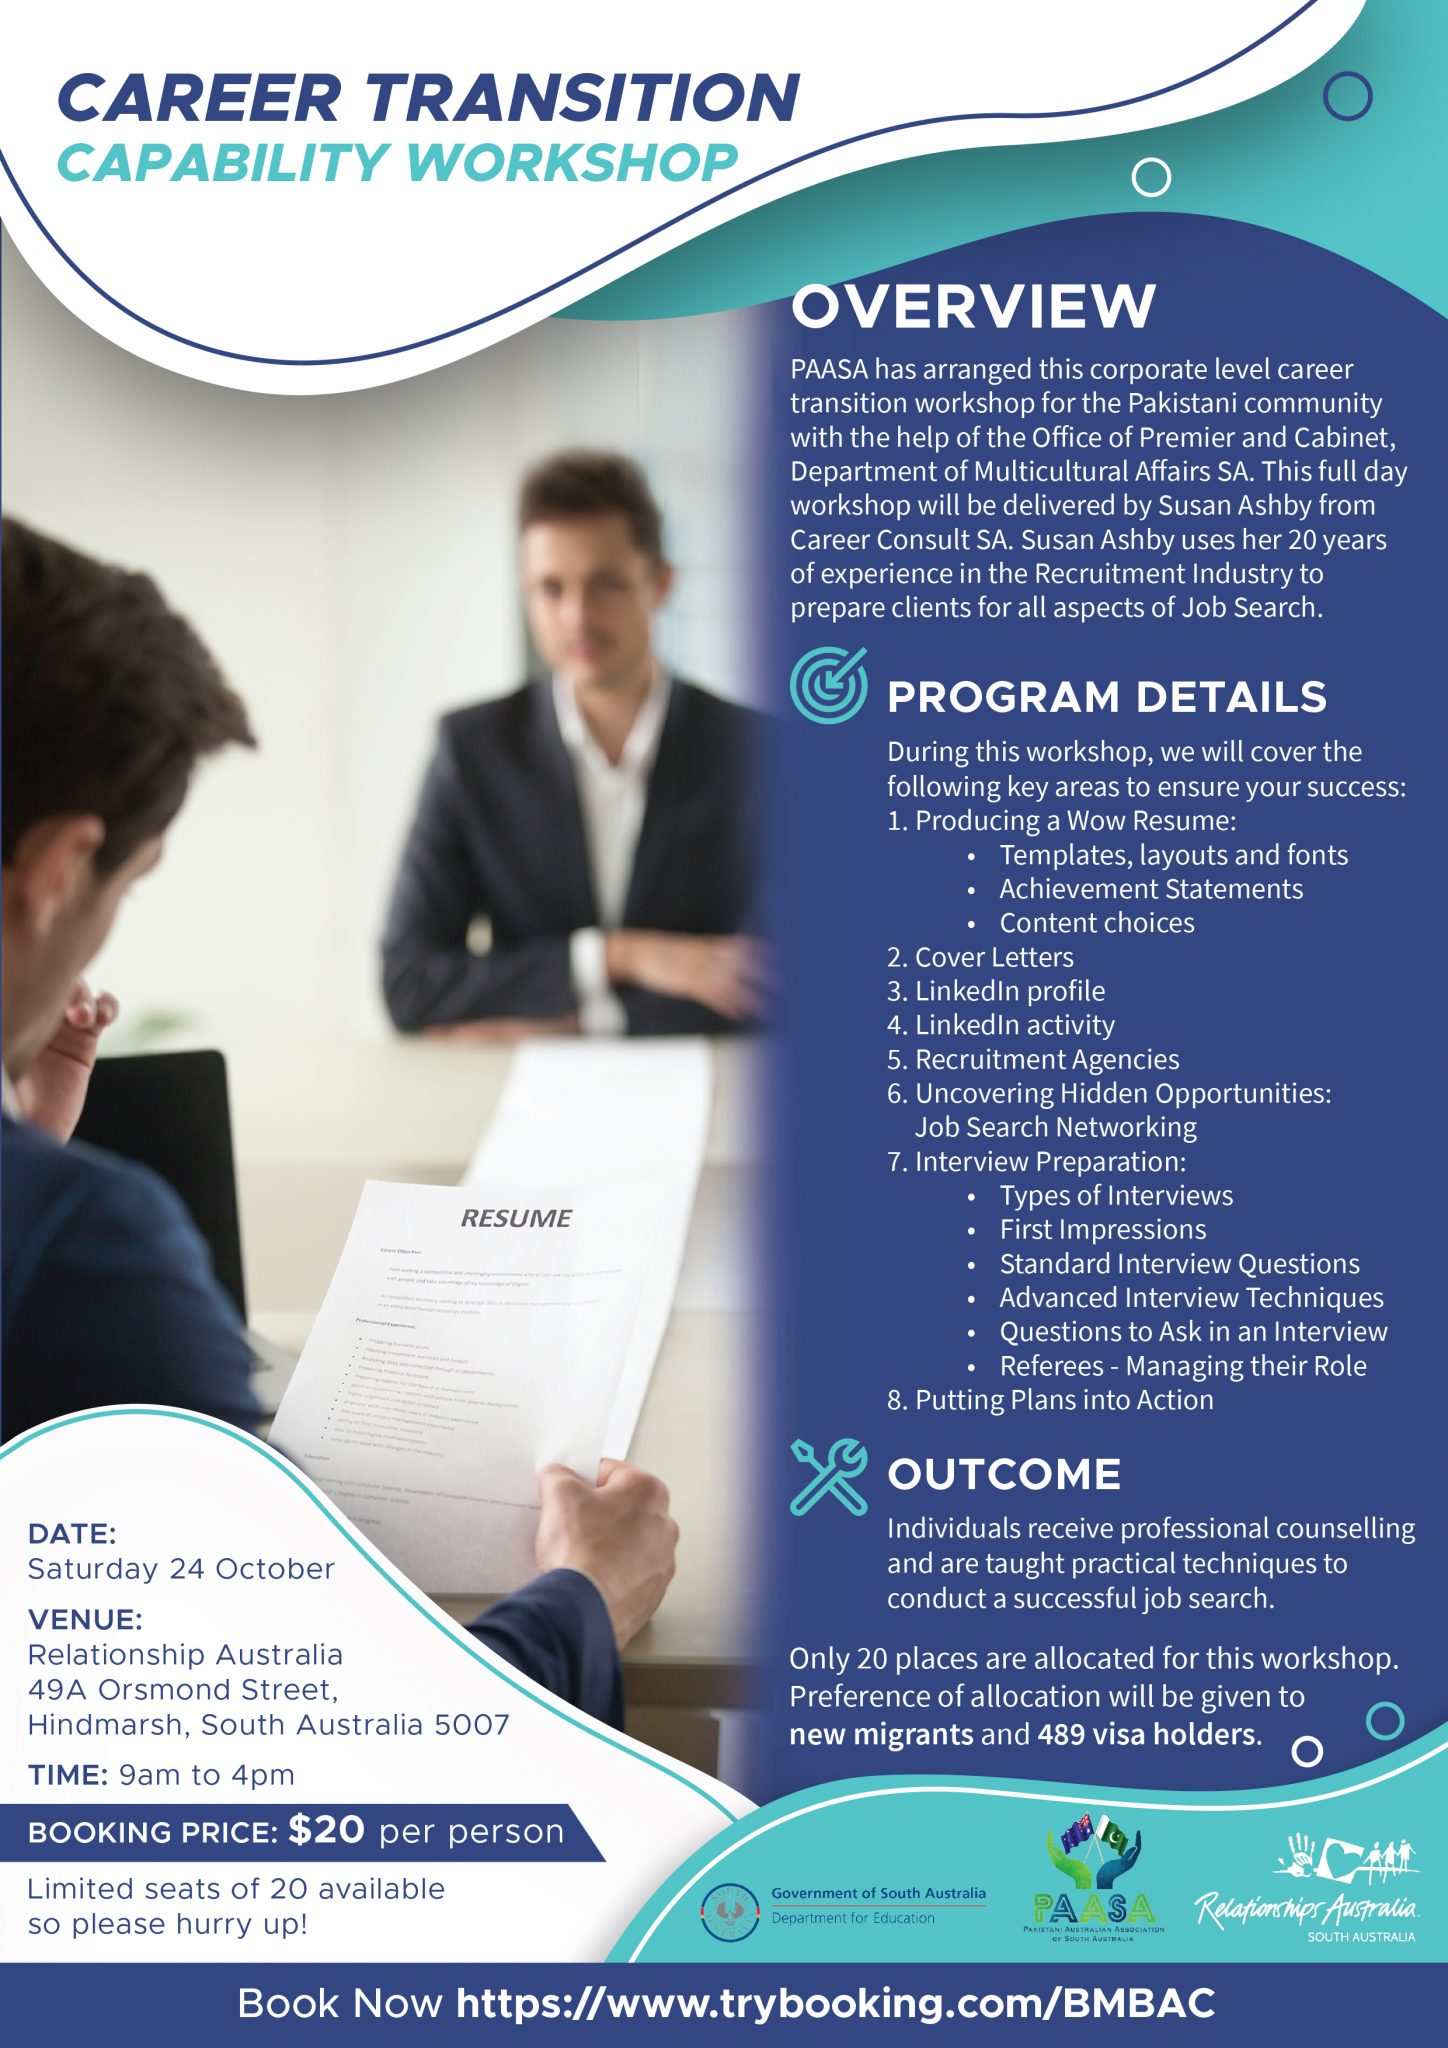 CAREER TRANSITION
CAPABILITY WORKSHOP
OVERVIEW
PAASA has arranged this corporate level career
transition workshop for the Pakistani community
with the help of the Office of Premier and Cabinet,
Department of Multicultural Affairs SA. This full day
workshop will be delivered by Susan Ashby from
Career Consult SA. Susan Ashby uses her 20 years
of experience in the Recruitment Industry to
prepare clients for all aspects of Job Search.
PROGRAM DETAILS
During this workshop, we will cover the
following key areas to ensure your success:
1. Producing a Wow Resume:
• Templates, layouts and fonts
• Achievement Statements
• Content choices
2. Cover Letters
3. LinkedIn profile
4. LinkedIn activity
5. Recruitment Agencies
6. Uncovering Hidden Opportunities:
Job Search Networking
7. Interview Preparation:
• Types of Interviews
• First Impressions
• Standard Interview Questions
• Advanced Interview Techniques
• Questions to Ask in an Interview
• Referees - Managing their Role
8. Putting Plans into Action
OUTCOME
Individuals receive professional counselling
and are taught practical techniques to
conduct a successful job search.
Only 20 places are allocated for this workshop.
Preference of allocation will be given to
new migrants and 489 visa holders.
RESUME
Career Objective:
Professional Experience:
Education
DATE:
Saturday 24 October
VENUE:
Relationship Australia
49A Orsmond Street,
Hindmarsh, South Australia 5007
TIME: 9am to 4pm
BOOKING PRICE: $20 per person
Limited seats of 20 available
so please hurry up!
Government of South Australia
Department for Education
PAASA
PAKISTANI AUSTRALIAN ASSOCIATION
OF SOUTH AUSTRALIA
Relationships Australia.
SOUTH AUSTRALIA
Book Now https://www.trybooking.com/BMBAC